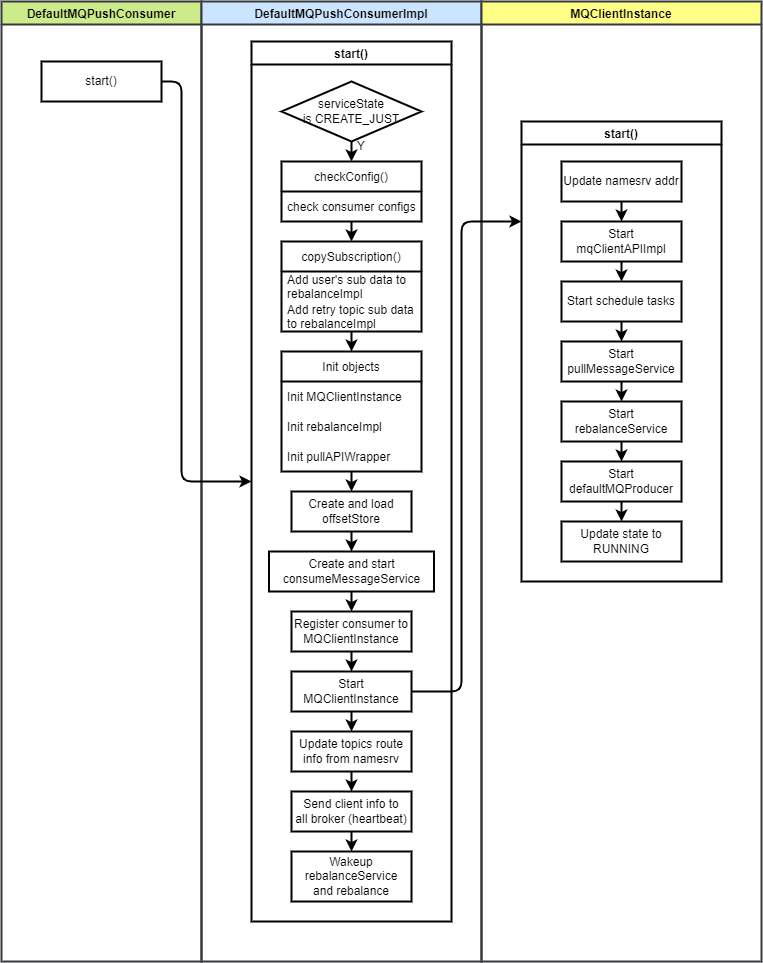 DefaultMQPushConsumer
DefaultMQPushConsumerImpl
MQClientInstance
start()
start()
serviceState
is CREATE_JUST
Y
checkConfig()
check consumer configs
copySubscription()
Add user's sub data to
rebalanceImpl
Add retry topic sub data
to rebalanceImpl
Init objects
Init MQClientInstance
Init rebalanceImpl
Init pullAPIWrapper
Create and load
offsetStore
Create and start
consumeMessageService
Register consumer to
MQClientInstance
Start
MQClientInstance
Update topics route
info from namesrv
Send client info to
all broker (heartbeat)
Wakeup
rebalanceService
and rebalance
start()
Update namesrv addr
Start
mqClientAPIImpl
Start schedule tasks
Start
pullMessageService
Start
rebalanceService
Start
defaultMQProducer
Update state to
RUNNING